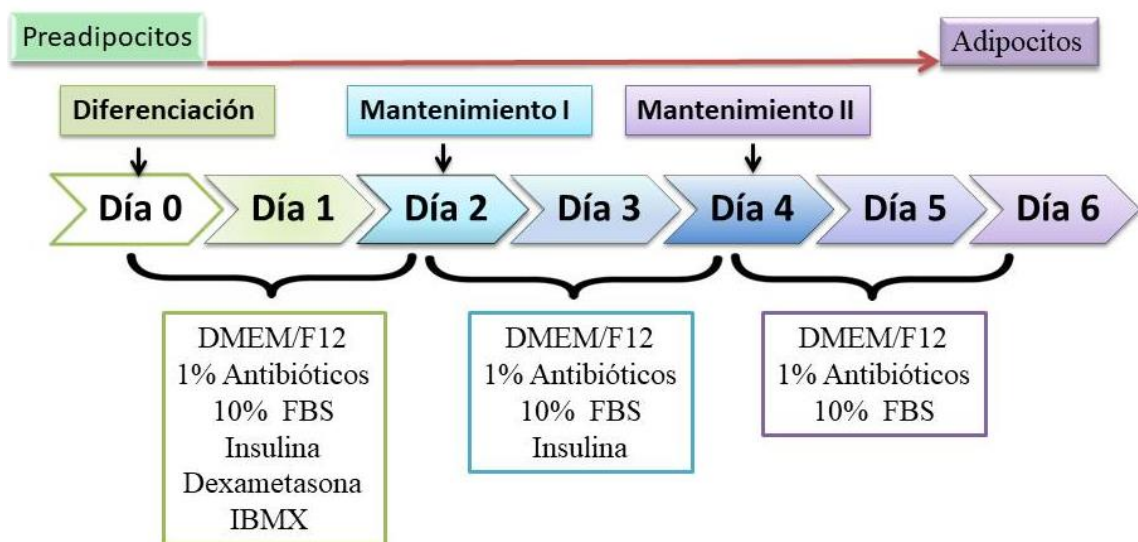 Preadipocitos
Adipocitos
Diferenciación
Mantenimiento I
Mantenimiento II
Día 0
Día 1
Día 2
Día 3
Día 4
Día 5
Día 6
DMEM/F12
1% Antibióticos
10% FBS
Insulina
Dexametasona
IBMX
DMEM/F12
1% Antibióticos
10% FBS
Insulina
DMEM/F12
1% Antibióticos
10% FBS